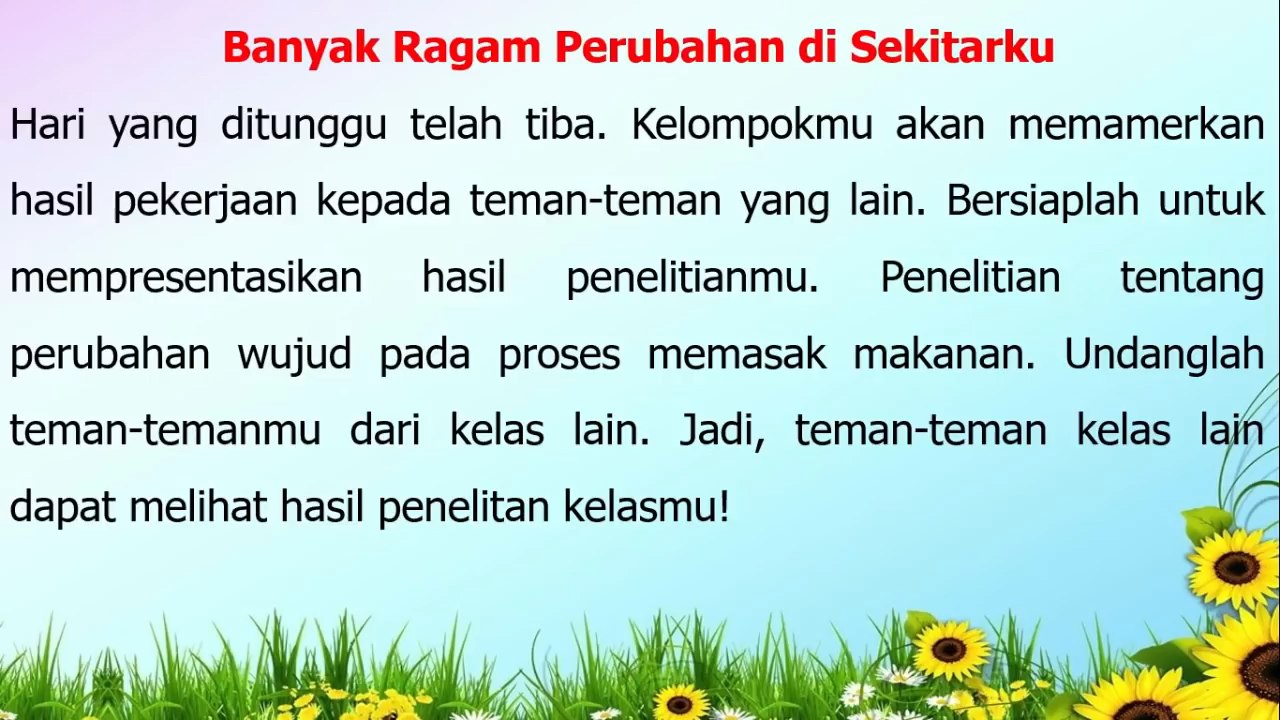 Banyak Ragam Perubahan di Sekitarku
Hari yang ditunggu telah tiba. Kelompokmu akan memamerkan
hasil pekerjaan kepada teman-teman yang lain. Bersiaplah untuk
mempresentasikan hasil penelitianmu. Penelitian tentang
perubahan wujud pada proses memasak makanan. Undanglah
teman-temanmu dari kelas lain. Jadi, teman-teman kelas lain
dapat melihat hasil penelitan kelasmu!